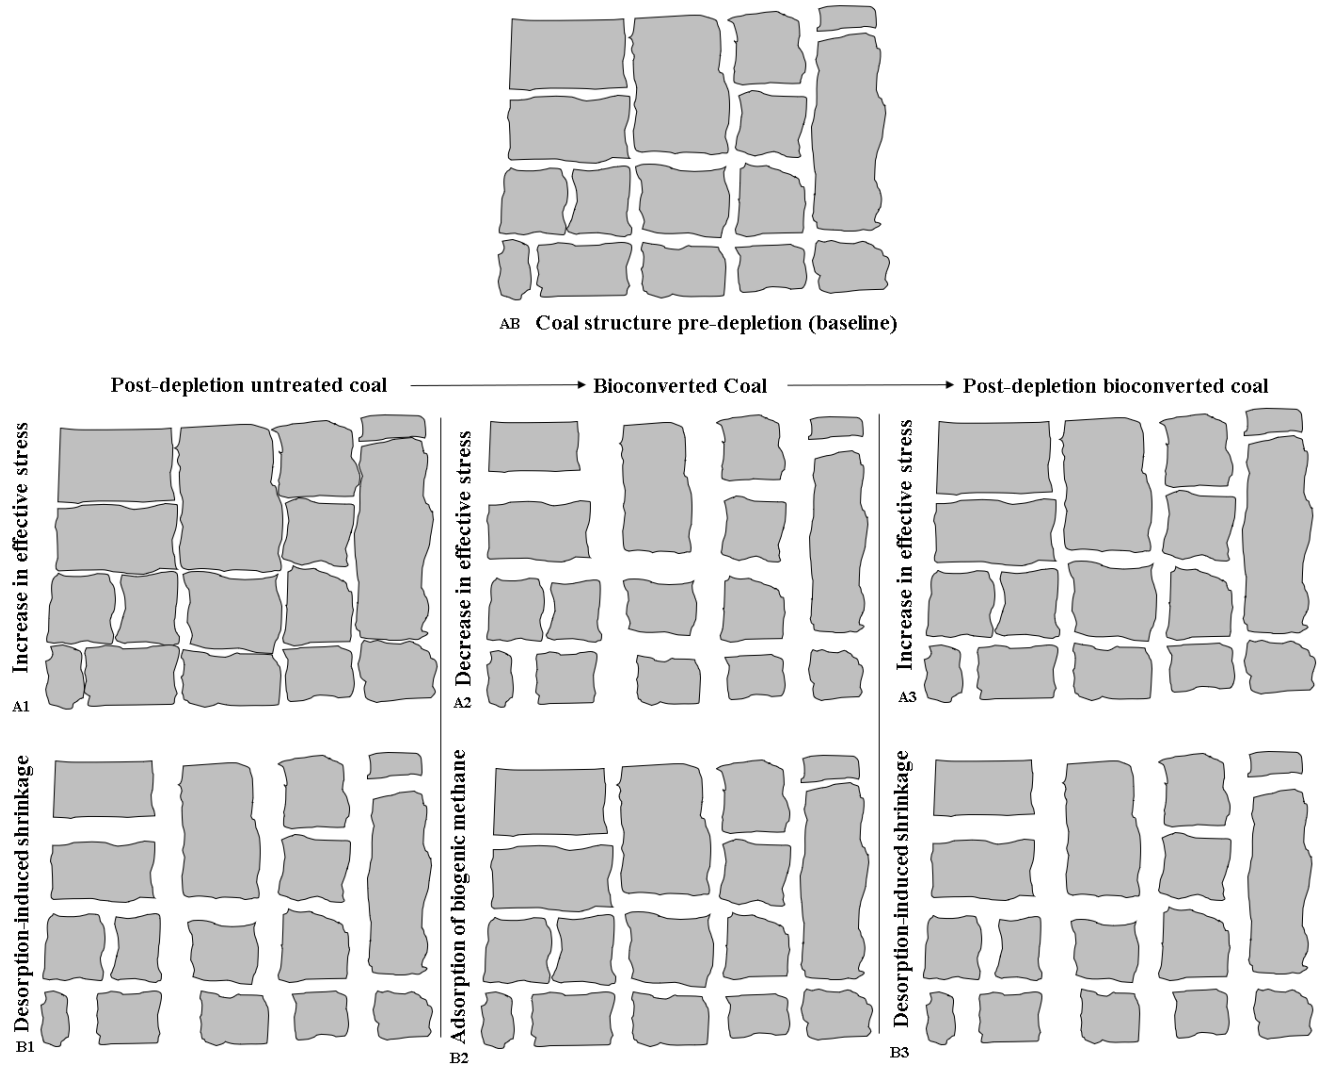 AB Coal structure pre-depletion (baseline)
Post-depletion untreated coal
Bioconverted Coal
Post-depletion bioconverted coal
Increase in effective stress
A1
Decrease in effective stress
A2
Increase in effective stress
A3
Desorption-induced shrinkage
B1
Adsorption of biogenic methane
B2
Desorption-induced shrinkage
B3